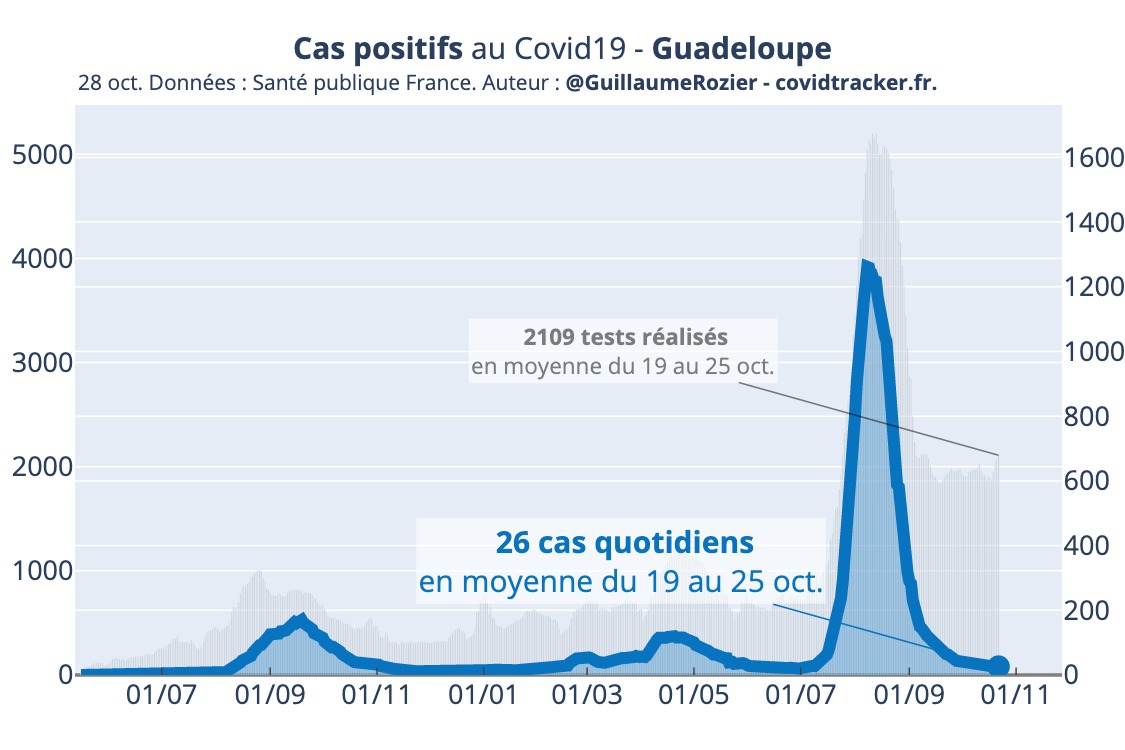 Cas positifs au Covid19 - Guadeloupe
28 oct. Données : Santé publique France. Auteur : @GuillaumeRozier - covidtracker.fr.
5000
1600
1400
4000
1200
2109 tests réalisés
en moyenne du 19 au 25 oct.
3000
1000
800
2000
600
26 cas quotidiens
en moyenne du 19 au 25 oct.
1000
400
200
0
0
01/07 01/09 01/11 01/01 01/03 01/05 01/07 01/09 01/11